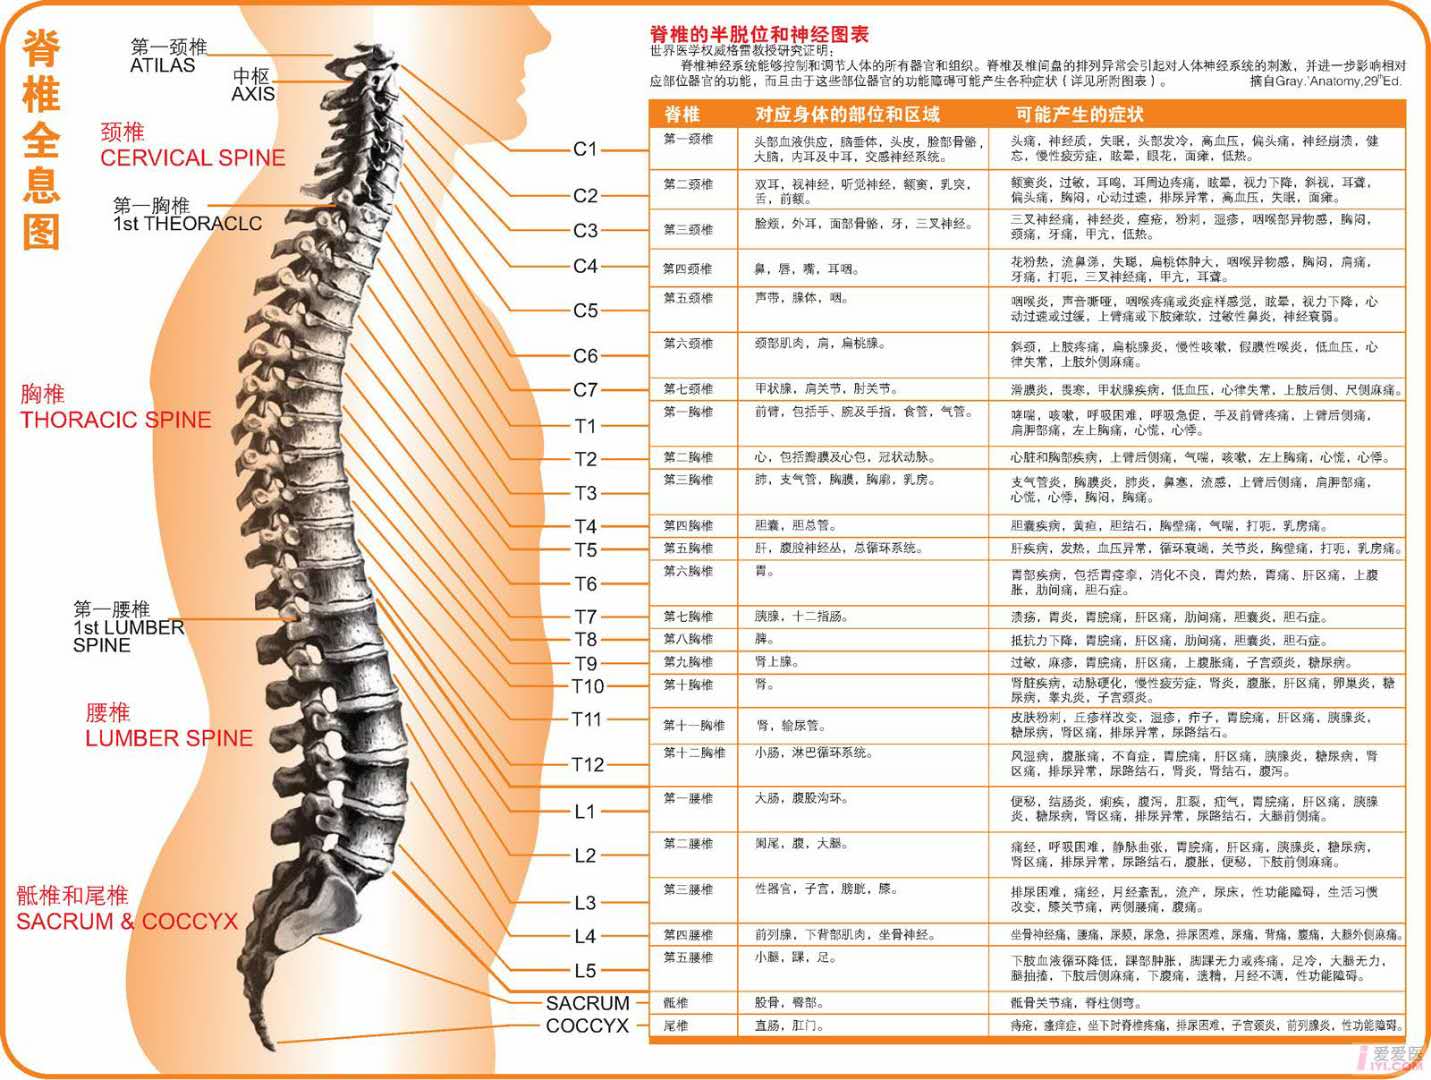 脊椎全息图
第一颈椎
ATILAS
中枢
AXIS
颈椎
CERVICAL SPINE
第一胸椎
1st THEORACLC
胸椎
THORACIC SPINE
第一腰椎
1st LUMBER
SPINE
腰椎
LUMBER SPINE
骶椎和尾椎
SACRUM & COCCYX
C1
C2
C3
C4
C5
C6
C7
T1
T2
T3
T4
T5
T6
T7
T8
T9
T10
T11
T12
L1
L2
L3
L4
L5
SACRUM
COCCYX
脊椎的半脱位和神经图表
世界医学权威格雷教授研究证明：
脊椎神经系统能够控制和调节人体的所有器官和组织。脊椎及椎间盘的排列异常会引起对人体神经系统的刺激，并进一步影响相对
应部位器官的功能，而且由于这些部位器官的功能障碍可能产生各种症状（详见所附图表）。 摘自Gray.'Anatomy,29thEd.
脊椎 对应身体的部位和区域 可能产生的症状
第一颈椎 头部血液供应，脑垂体，头皮，脸部骨骼，
大脑，内耳及中耳，交感神经系统。
头痛，神经质，失眠，头部发冷，高血压，偏头痛，神经崩溃，健
忘，慢性疲劳症，眩晕，眼花，面瘫，低热。
第二颈椎 双耳，视神经，听觉神经，额窦，乳突，
舌，前额。
额窦炎，过敏，耳鸣，耳周边疼痛，眩晕，视力下降，斜视，耳聋，
偏头痛，胸闷，心动过速，排尿异常，高血压，失眠，面瘫。
第三颈椎 脸颊，外耳，面部骨骼，牙，三叉神经。
三叉神经痛，神经炎，痤疮，粉刺，湿疹，咽喉部异物感，胸闷，
颈痛，牙痛，甲亢，低热。
第四颈椎 鼻，唇，嘴，耳咽。
花粉热，流鼻涕，失聪，扁桃体肿大，咽喉异物感，胸闷，肩痛，
牙痛，打呃，三叉神经痛，甲亢，耳聋。
第五颈椎 声带，腺体，咽。
咽喉炎，声音嘶哑，咽喉疼痛或炎症样感觉，眩晕，视力下降，心
动过速或过缓，上臂痛或下肢瘫软，过敏性鼻炎，神经衰弱。
第六颈椎 颈部肌肉，肩，扁桃腺。
斜颈，上肢疼痛，扁桃腺炎，慢性咳嗽，假膜性喉炎，低血压，心
律失常，上肢外侧麻痛。
第七颈椎 甲状腺，肩关节，肘关节。 滑膜炎，畏寒，甲状腺疾病，低血压，心律失常，上肢后侧、尺侧麻痛。
第一胸椎 前臂，包括手、腕及手指，食管，气管。
哮喘，咳嗽，呼吸困难，呼吸急促，手及前臂疼痛，上臂后侧痛，
肩胛部痛，左上胸痛，心慌，心悸。
第二胸椎 心，包括瓣膜及心包，冠状动脉。 心脏和胸部疾病，上臂后侧痛，气喘，咳嗽，左上胸痛，心慌，心悸。
第三胸椎 肺，支气管，胸膜，胸廓，乳房。
支气管炎，胸膜炎，肺炎，鼻塞，流感，上臂后侧痛，肩胛部痛，
心慌，心悸，胸闷，胸痛。
第四胸椎 胆囊，胆总管。 胆囊疾病，黄疸，胆结石，胸壁痛，气喘，打呃，乳房痛。
第五胸椎 肝，腹腔神经丛，总循环系统。 肝疾病，发热，血压异常，循环衰竭，关节炎，胸壁痛，打呃，乳房痛。
第六胸椎 胃。
胃部疾病，包括胃痉挛，消化不良，胃灼热，胃痛、肝区痛，上腹
胀，肋间痛，胆石症。
第七胸椎 胰腺，十二指肠。 溃疡，胃炎，胃脘痛，肝区痛，肋间痛，胆囊炎，胆石症。
第八胸椎 脾。 抵抗力下降，胃脘痛，肝区痛，肋间痛，胆囊炎，胆石症。
第九胸椎 肾上腺。 过敏，麻疹，胃脘痛，肝区痛，上腹胀痛，子宫颈炎，糖尿病。
第十胸椎 肾。
肾脏疾病，动脉硬化，慢性疲劳症，肾炎，腹胀，肝区痛，卵巢炎，糖
尿病，睾丸炎，子宫颈炎。
第十一胸椎 肾，输尿管。
皮肤粉刺，丘疹样改变，湿疹，疖子，胃脘痛，肝区痛，胰腺炎，
糖尿病，肾区痛，排尿异常，尿路结石。
第十二胸椎 小肠，淋巴循环系统。
风湿病，腹胀痛，不育症，胃脘痛，肝区痛，胰腺炎，糖尿病，肾
区痛，排尿异常，尿路结石，肾炎，肾结石，腹泻。
第一腰椎 大肠，腹股沟环。
便秘，结肠炎，痢疾，腹泻，肛裂，疝气，胃脘痛，肝区痛，胰腺
炎，糖尿病，肾区痛，排尿异常，尿路结石，大腿前侧痛。
第二腰椎 阑尾，腹，大腿。
痛经，呼吸困难，静脉曲张，胃脘痛，肝区痛，胰腺炎，糖尿病，
肾区痛，排尿异常，尿路结石，腹胀，便秘，下肢前侧麻痛。
第三腰椎 性器官，子宫，膀胱，膝。
排尿困难，痛经，月经紊乱，流产，尿床，性功能障碍，生活习惯
改变，膝关节痛，两侧腰痛，腹痛。
第四腰椎 前列腺，下背部肌肉，坐骨神经。 坐骨神经痛，腰痛，尿频，尿急，排尿困难，尿痛，背痛，腹痛，大腿外侧麻痛。
第五腰椎 小腿，踝，足。
下肢血液循环降低，踝部肿胀，脚踝无力或疼痛，足冷，大腿无力，
腿抽搐，下肢后侧麻痛，下腹痛，遗精，月经不调，性功能障碍。
骶椎 股骨，臀部。 骶骨关节痛，脊柱侧弯。
尾椎 直肠，肛门。 痔疮，瘙痒症，坐下时脊椎疼痛，排尿困难，子宫颈炎，前列腺炎，性功能障碍。
爱爱医
iIYI.COM